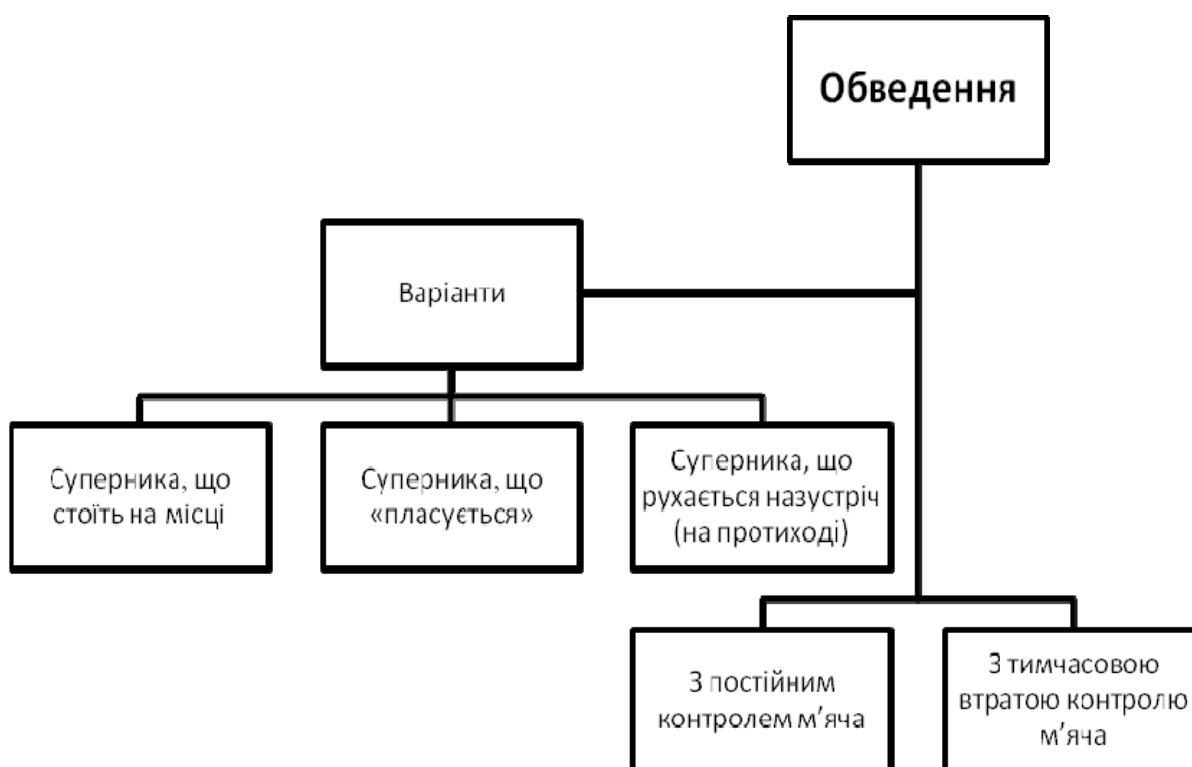 Обведення
Варіанти
Суперника, що
стоїть на місці
Суперника, що
«пласується»
Суперника, що
рухається назустріч
(на протиході)
З постійним
контролем м’яча
З тимчасовою
втратою контролю
м’яча